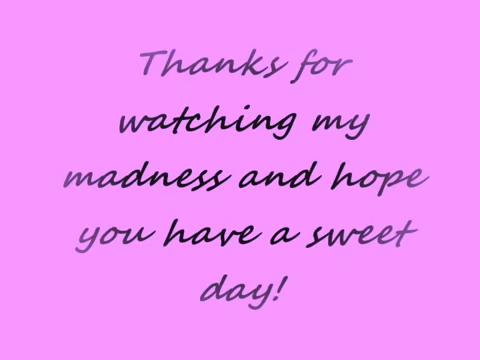 Thanks for
watching my
madness and hope
you have a sweet
day!